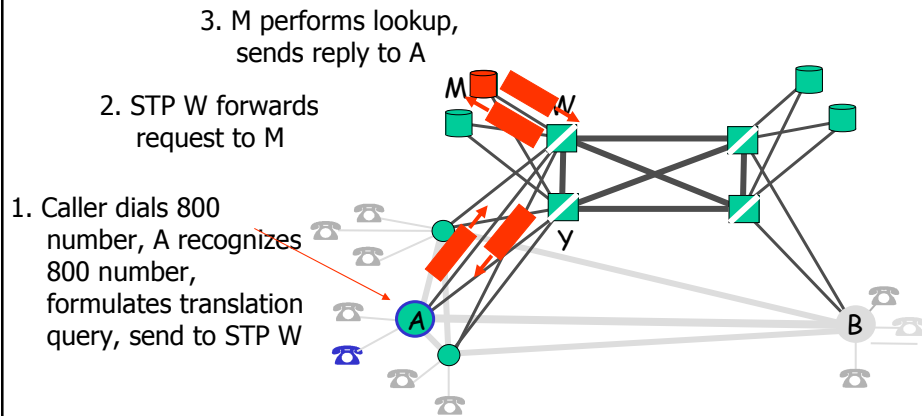 3. M performs lookup,
sends reply to A
M
W
2. STP W forwards
request to M
1. Caller dials 800
number, A recognizes
800 number,
formulates translation
query, send to STP W
Y
A
B